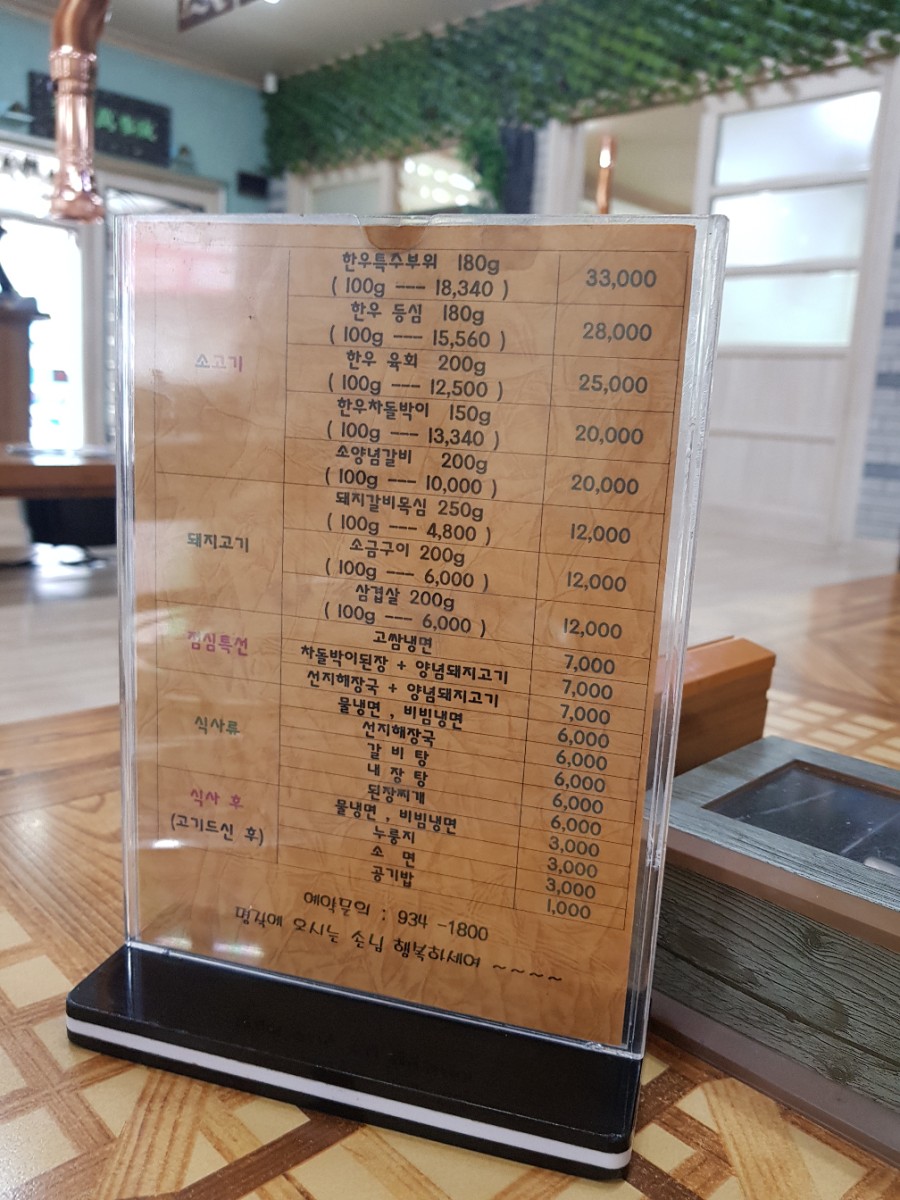 소고기
한우특수부위 180g
( 100g --- 18,340 )
33,000
한우 등심 180g
( 100g --- 15,560 )
28,000
한우 육회 200g
( 100g --- 12,500 )
25,000
한우차돌박이 150g
( 100g --- 13,340 )
20,000
소양념갈비 200g
( 100g --- 10,000 )
20,000
돼지고기
돼지갈비목심 250g
( 100g --- 4,800 )
12,000
소금구이 200g
( 100g --- 6,000 )
12,000
삼겹살 200g
( 100g --- 6,000 )
12,000
점심특선
고쌈냉면
7,000
차돌박이된장 + 양념돼지고기
7,000
선지해장국 + 양념돼지고기
7,000
식사류
물냉면 , 비빔냉면
6,000
선지해장국
6,000
갈 비 탕
6,000
내 장 탕
6,000
된장찌개
6,000
식사 후
(고기드신 후)
물냉면 , 비빔냉면
3,000
누룽지
3,000
소 면
3,000
공기밥
1,000
예약문의 : 934 -1800
명각에 오시는 손님 행복하세여 ~~~~